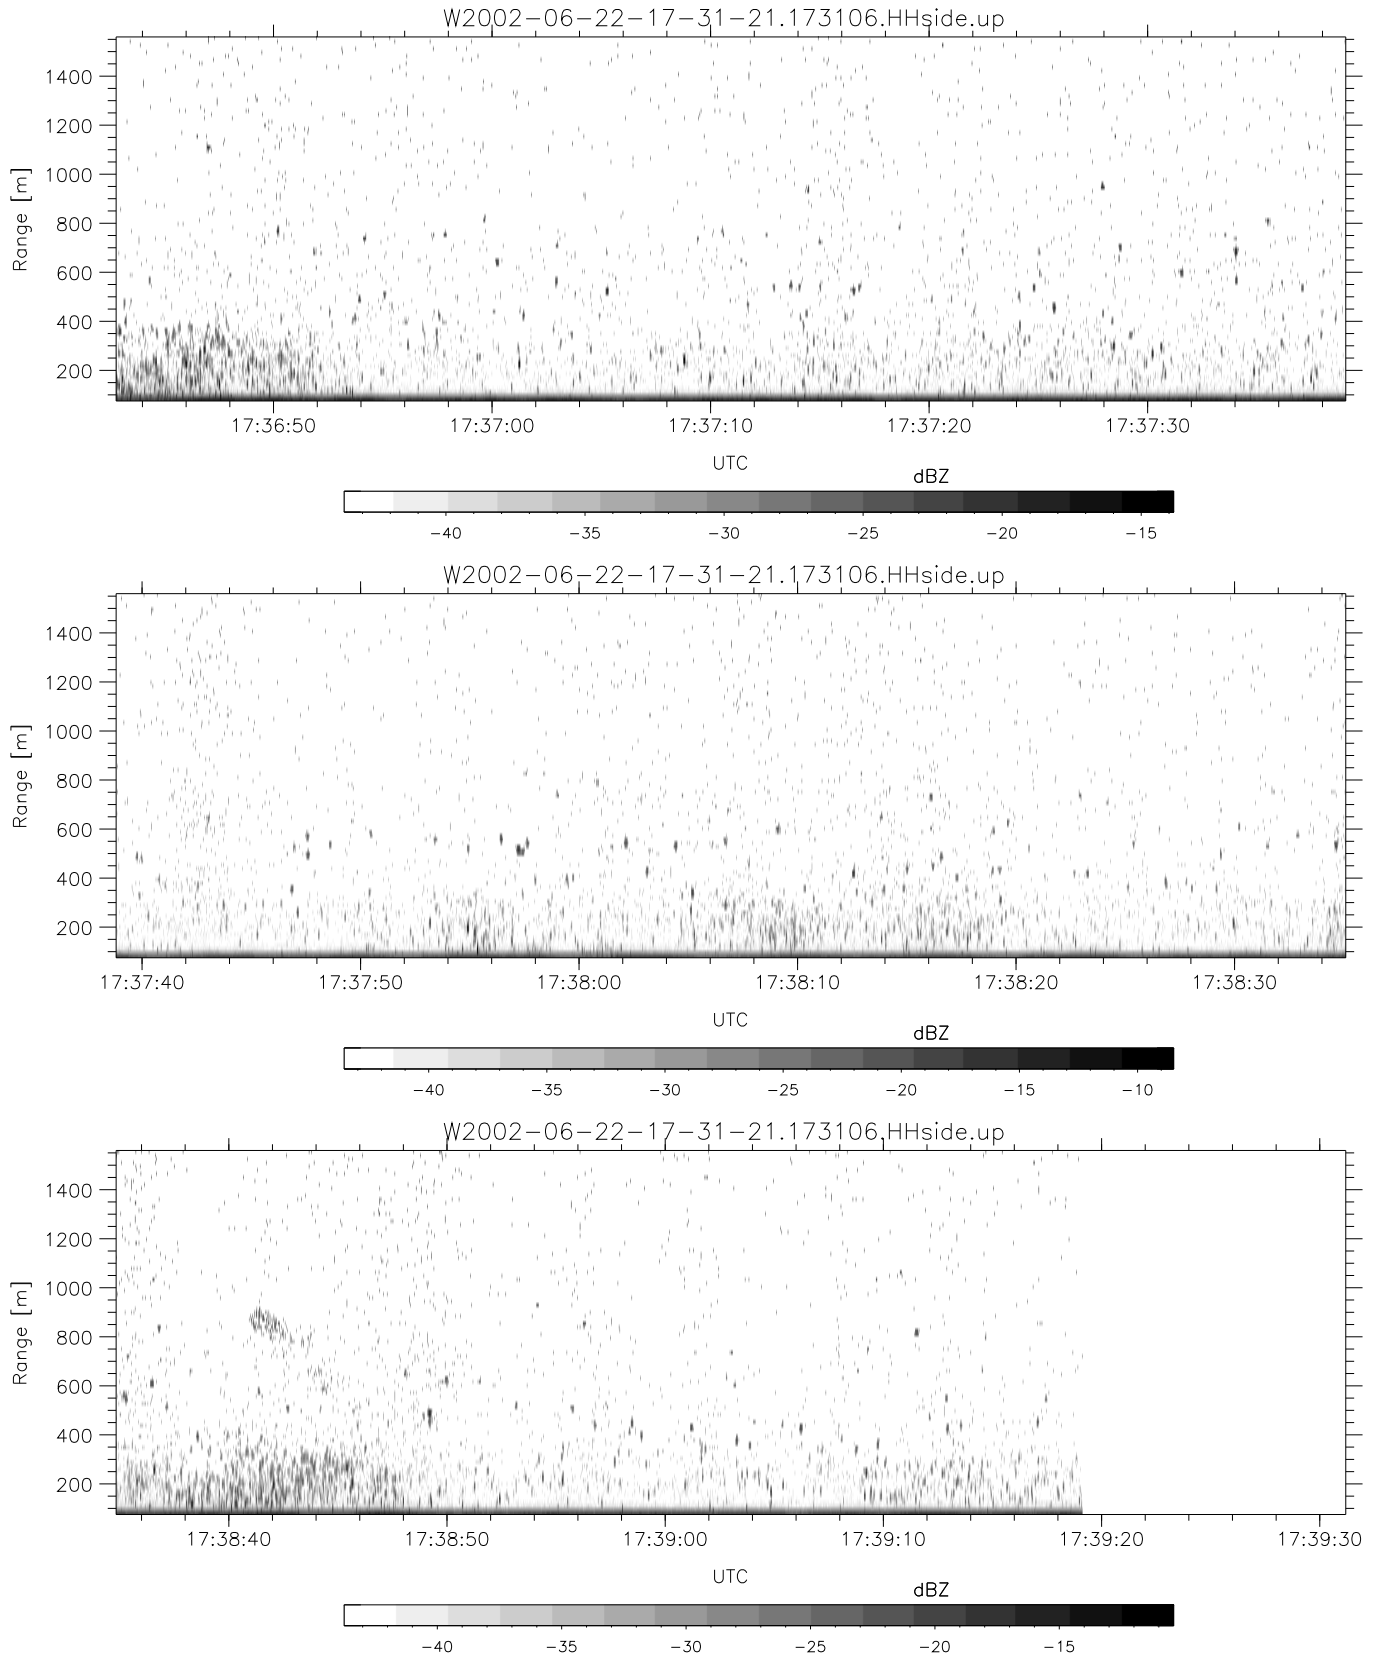 W2002-06-22-17-31-21.173106.HHside.up
1400
1200
1000
800
600
400
200
Range [m]
17:36:50 17:37:00 17:37:10 17:37:20 17:37:30
UTC
dBZ
-40 -35 -30 -25 -20 -15
W2002-06-22-17-31-21.173106.HHside.up
1400
1200
1000
800
600
400
200
Range [m]
17:37:40 17:37:50 17:38:00 17:38:10 17:38:20 17:38:30
UTC
dBZ
-40 -35 -30 -25 -20 -15 -10
W2002-06-22-17-31-21.173106.HHside.up
1400
1200
1000
800
600
400
200
Range [m]
17:38:40 17:38:50 17:39:00 17:39:10 17:39:20 17:39:30
UTC
dBZ
-40 -35 -30 -25 -20 -15